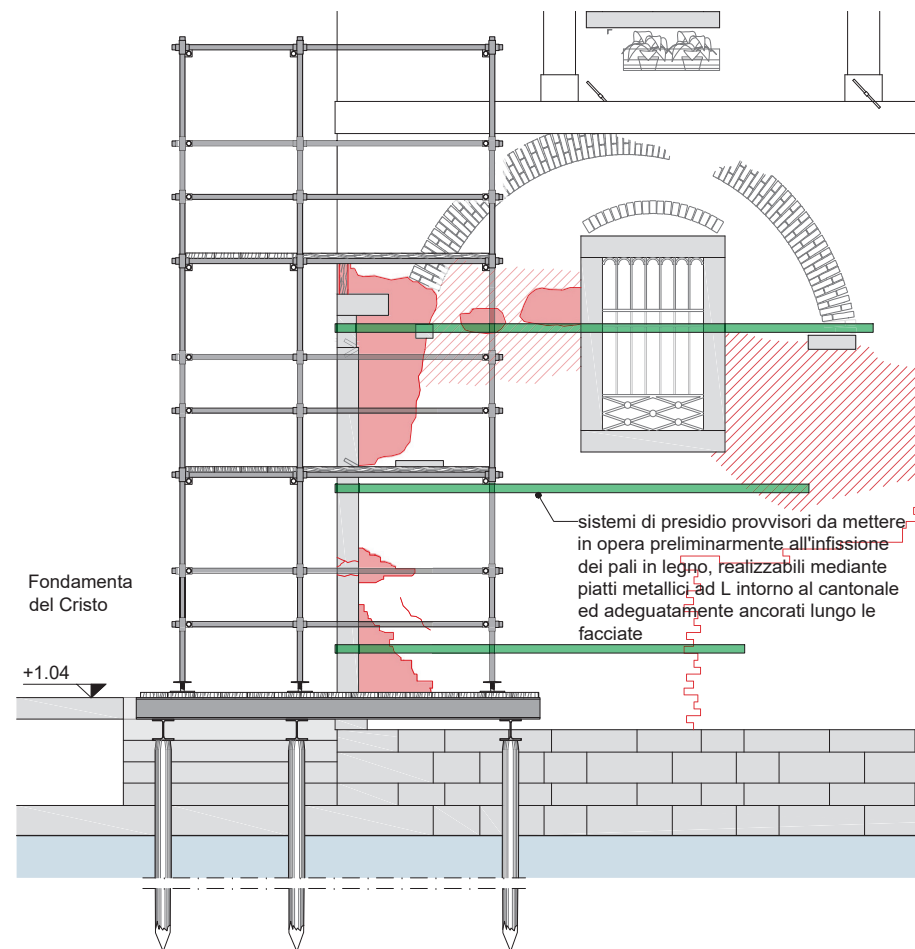 sistemi di presidio provvisori da mettere
in opera preliminarmente all'infissione
dei pali in legno, realizzabili mediante
piatti metallici ad L intorno al cantonale
ed adeguatamente ancorati lungo le
facciate
Fondamenta
del Cristo
+1.04